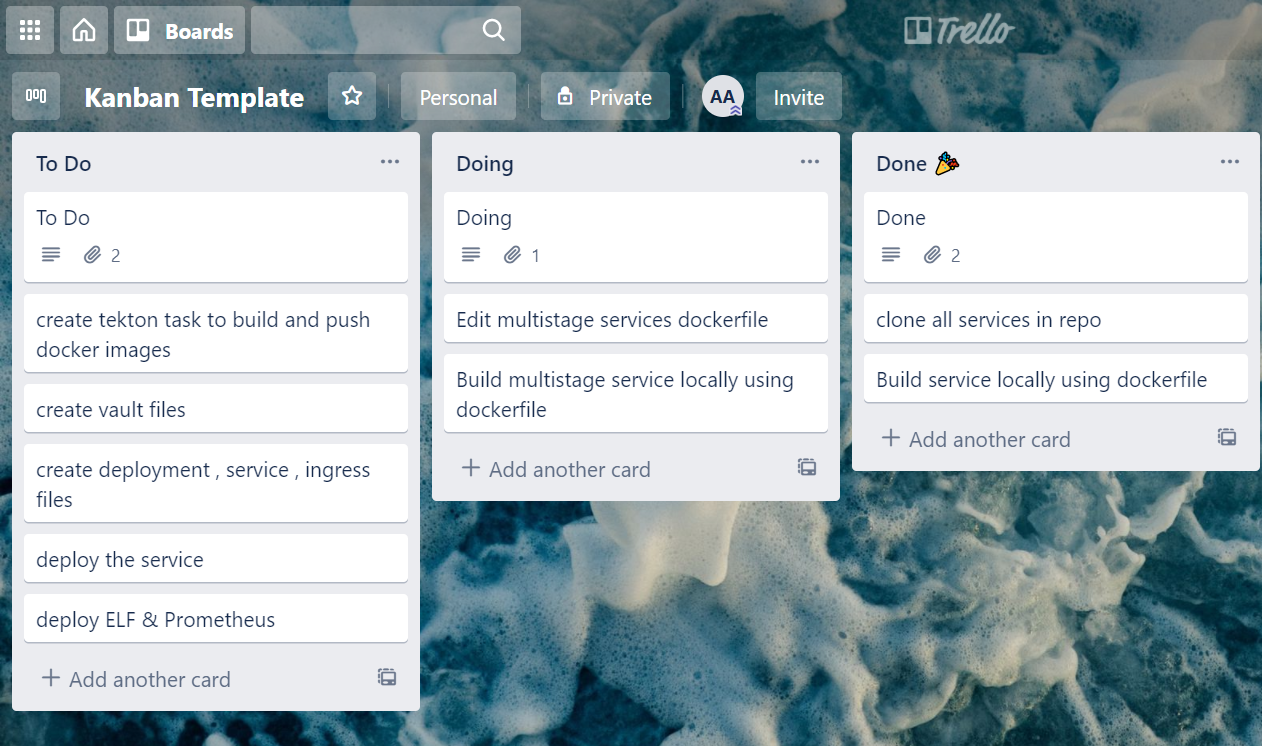 Boards
Trello
Kanban Template
Personal
Private
AA
Invite
To Do
To Do
2
create tekton task to build and push
docker images
create vault files
create deployment , service , ingress
files
deploy the service
deploy ELF & Prometheus
Add another card
Doing
Doing
1
Edit multistage services dockerfile
Build multistage service locally using
dockerfile
Add another card
Done 🎉
Done
2
clone all services in repo
Build service locally using dockerfile
Add another card